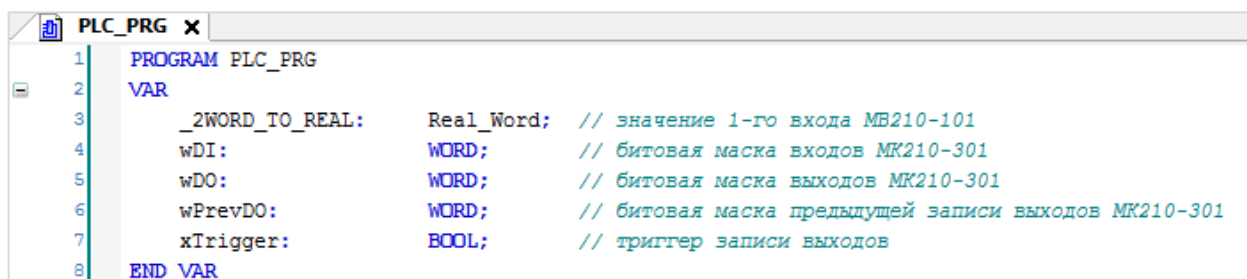 PLC_PRG X
1 PROGRAM PLC_PRG
2 VAR
3 _2WORD_TO_REAL: Real_Word; // значение 1-го входа МВ210-101
4 wDI: WORD; // битовая маска входов МК210-301
5 wDO: WORD; // битовая маска выходов МК210-301
6 wPrevDO: WORD; // битовая маска предыдущей записи выходов МК210-301
7 xTrigger: BOOL; // триггер записи выходов
8 END_VAR